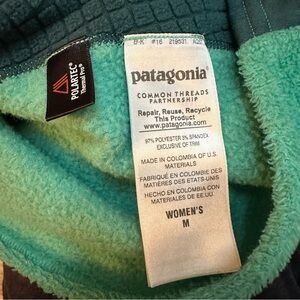 POLARTEC®
Thermal Pro®
patagonia®
COMMON THREADS
PARTNERSHIP
Repair, Reuse, Recycle
This Product
www.patagonia.com
97% POLYESTER 3% SPANDEX
EXCLUSIVE OF TRIM
MADE IN COLOMBIA OF U.S.
MATERIALS
FABRIQUÉ EN COLOMBIE DES
MATIÈRES DES ETATS-UNIS
HECHO EN COLOMBIA CON
MATERIALES DE EE.UU.
WOMEN'S
M